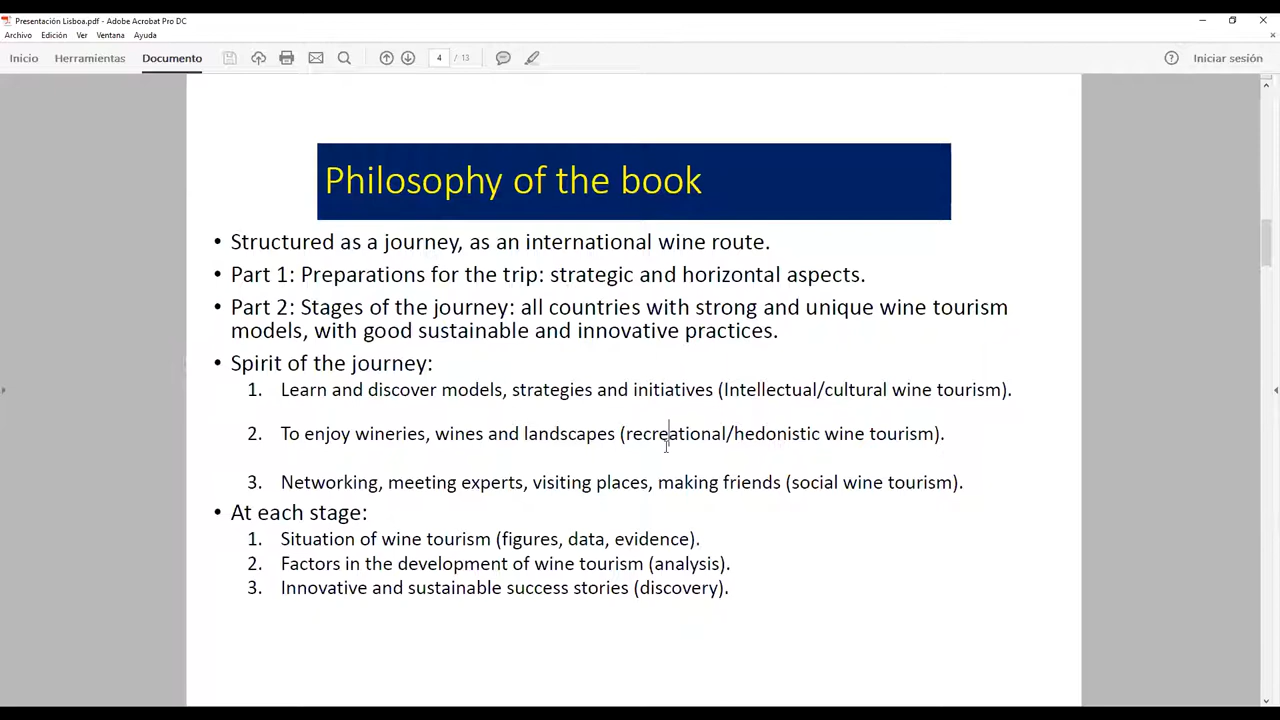 Presentación Lisboa.pdf - Adobe Acrobat Pro DC
Archivo Edición Ver Ventana Ayuda
Inicio Herramientas Documento 4 / 13 Iniciar sesión
Philosophy of the book
• Structured as a journey, as an international wine route.
• Part 1: Preparations for the trip: strategic and horizontal aspects.
• Part 2: Stages of the journey: all countries with strong and unique wine tourism
models, with good sustainable and innovative practices.
• Spirit of the journey:
1. Learn and discover models, strategies and initiatives (Intellectual/cultural wine tourism).
2. To enjoy wineries, wines and landscapes (recreational/hedonistic wine tourism).
3. Networking, meeting experts, visiting places, making friends (social wine tourism).
• At each stage:
1. Situation of wine tourism (figures, data, evidence).
2. Factors in the development of wine tourism (analysis).
3. Innovative and sustainable success stories (discovery).